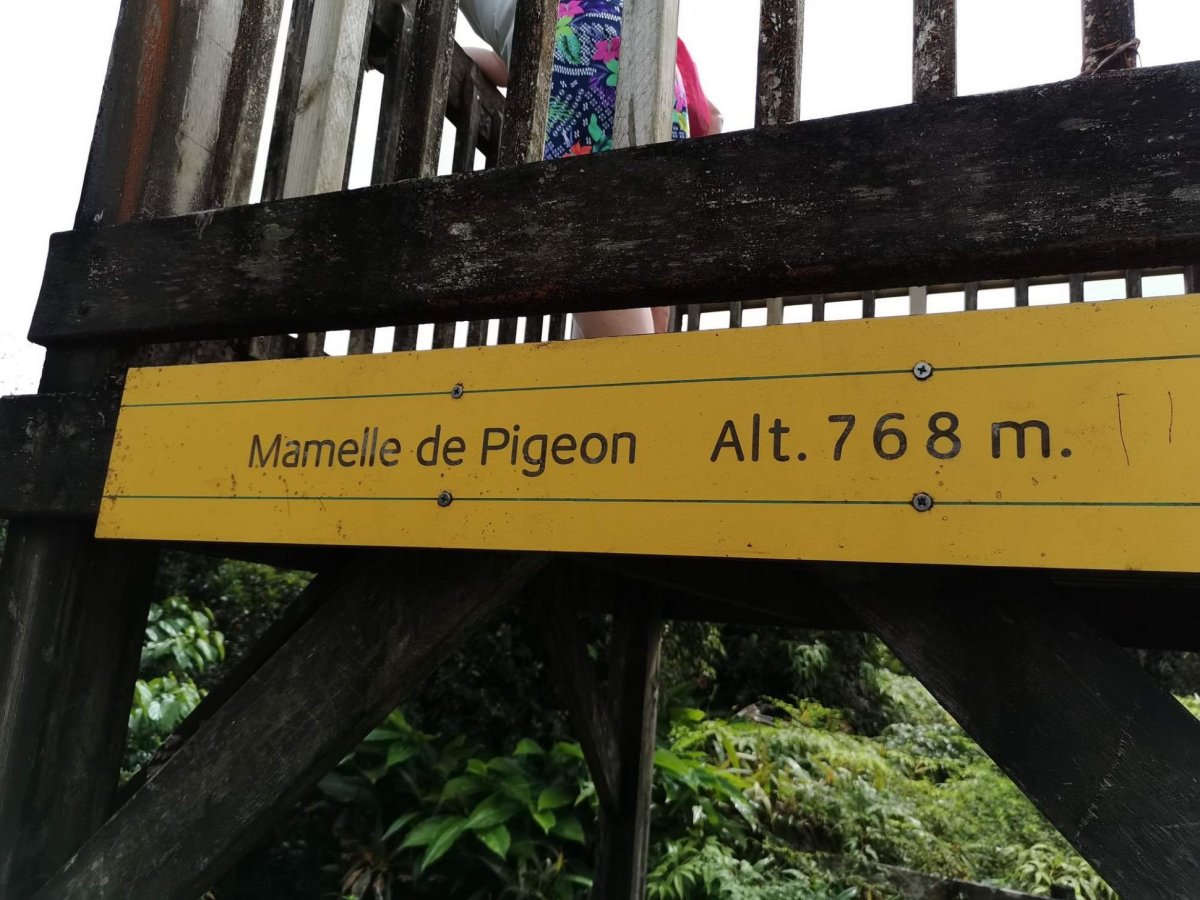 Mamelle de Pigeon Alt. 768 m.